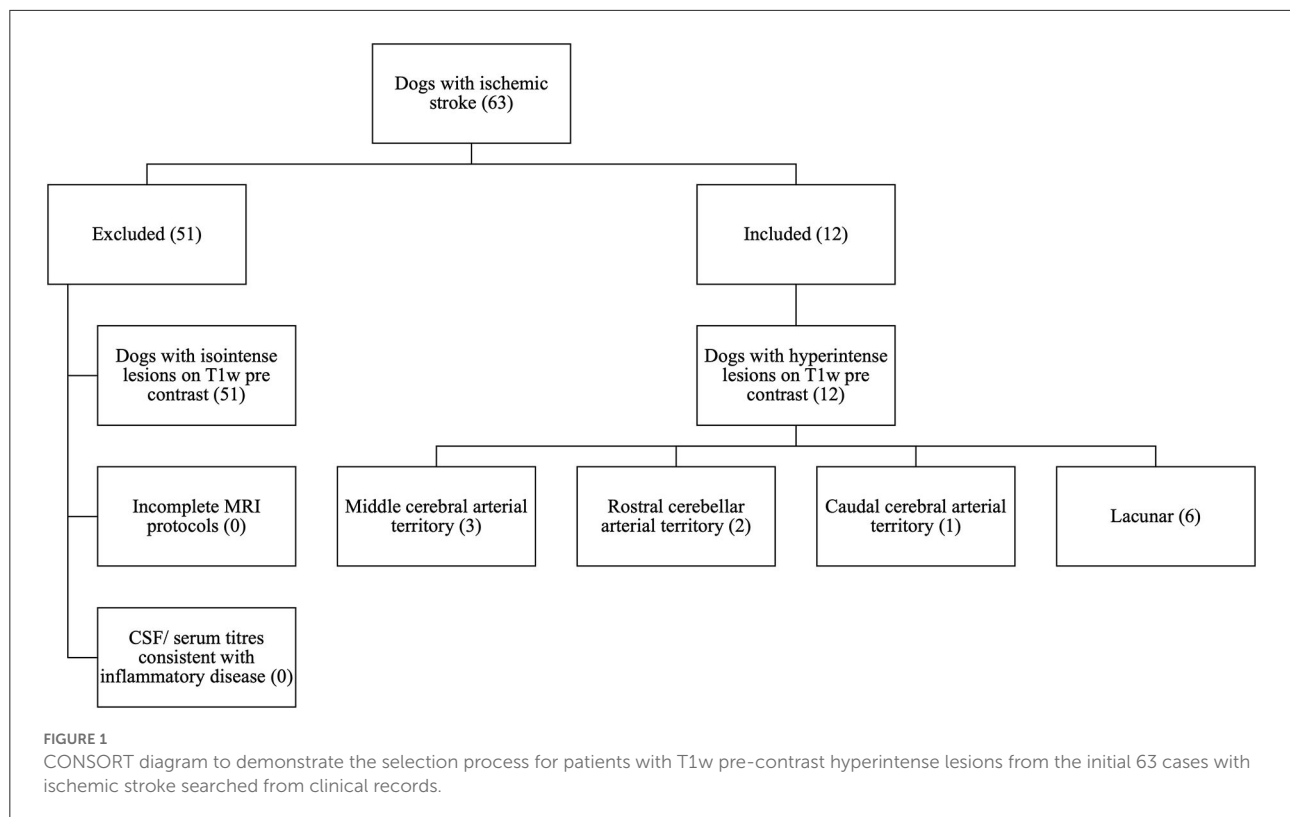 Dogs with ischemic
stroke (63)
Excluded (51)
Included (12)
Dogs with isointense
lesions on T1w pre
contrast (51)
Dogs with hyperintense
lesions on T1w pre
contrast (12)
Incomplete MRI
protocols (0)
Middle cerebral arterial
territory (3)
Rostral cerebellar
arterial territory (2)
Caudal cerebral arterial
territory (1)
Lacunar (6)
CSF/ serum titres
consistent with
inflammatory disease (0)
FIGURE 1
CONSORT diagram to demonstrate the selection process for patients with T1w pre-contrast hyperintense lesions from the initial 63 cases with
ischemic stroke searched from clinical records.